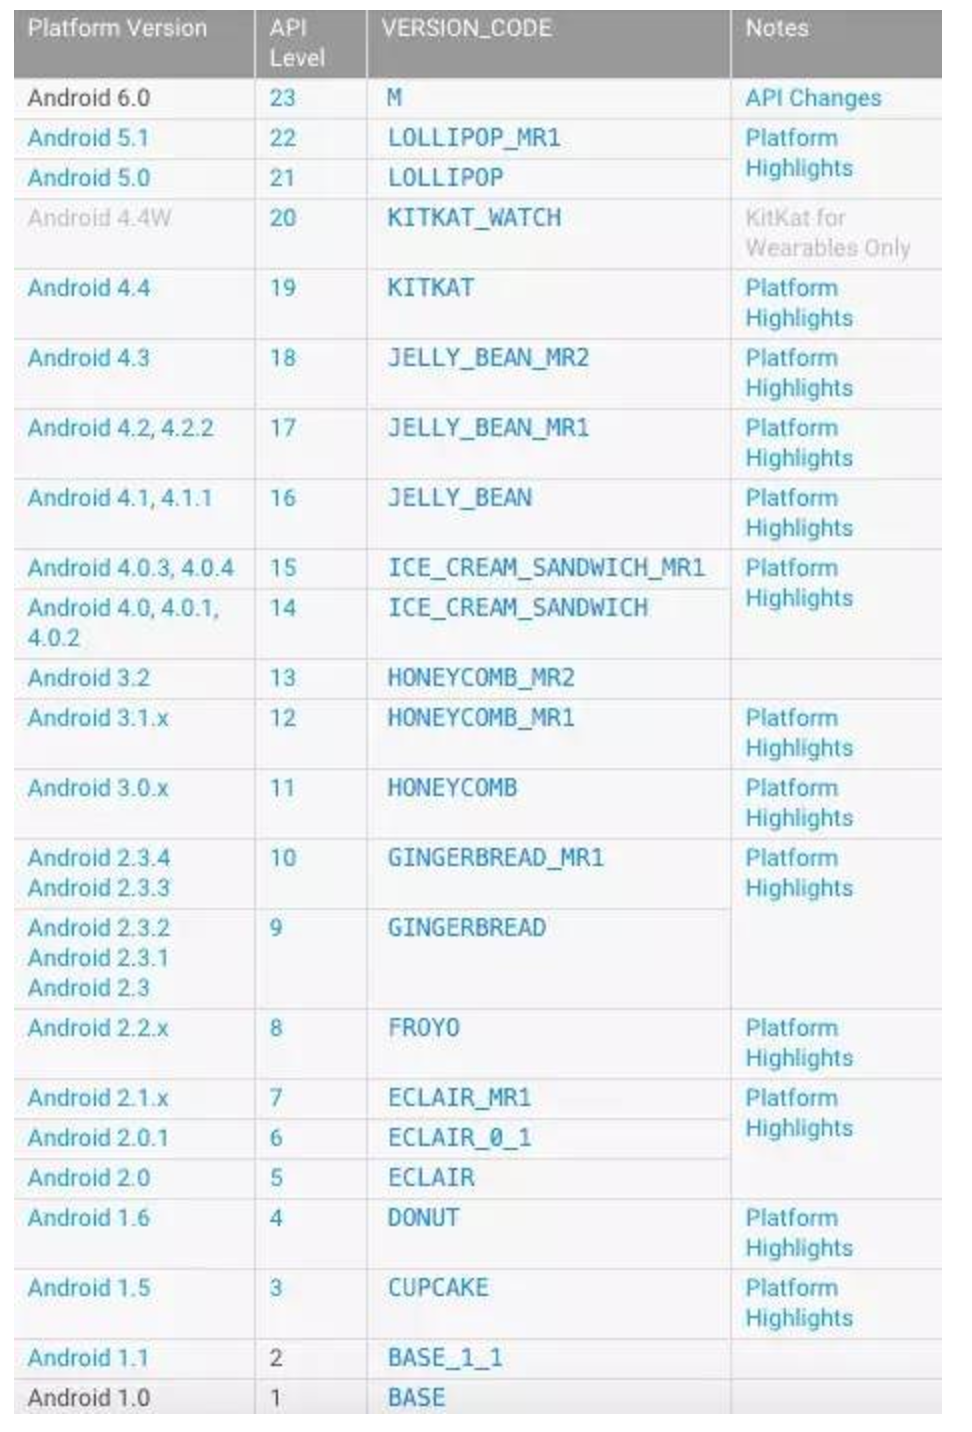 Platform Version API Level VERSION_CODE Notes
Android 6.0 23 M API Changes
Android 5.1 22 LOLLIPOP_MR1 Platform Highlights
Android 5.0 21 LOLLIPOP
Android 4.4W 20 KITKAT_WATCH KitKat for Wearables Only
Android 4.4 19 KITKAT Platform Highlights
Android 4.3 18 JELLY_BEAN_MR2 Platform Highlights
Android 4.2, 4.2.2 17 JELLY_BEAN_MR1 Platform Highlights
Android 4.1, 4.1.1 16 JELLY_BEAN Platform Highlights
Android 4.0.3, 4.0.4 15 ICE_CREAM_SANDWICH_MR1 Platform Highlights
Android 4.0, 4.0.1, 4.0.2 14 ICE_CREAM_SANDWICH
Android 3.2 13 HONEYCOMB_MR2
Android 3.1.x 12 HONEYCOMB_MR1 Platform Highlights
Android 3.0.x 11 HONEYCOMB Platform Highlights
Android 2.3.4 Android 2.3.3 10 GINGERBREAD_MR1 Platform Highlights
Android 2.3.2 Android 2.3.1 Android 2.3 9 GINGERBREAD
Android 2.2.x 8 FROYO Platform Highlights
Android 2.1.x 7 ECLAIR_MR1 Platform Highlights
Android 2.0.1 6 ECLAIR_0_1
Android 2.0 5 ECLAIR
Android 1.6 4 DONUT Platform Highlights
Android 1.5 3 CUPCAKE Platform Highlights
Android 1.1 2 BASE_1_1
Android 1.0 1 BASE